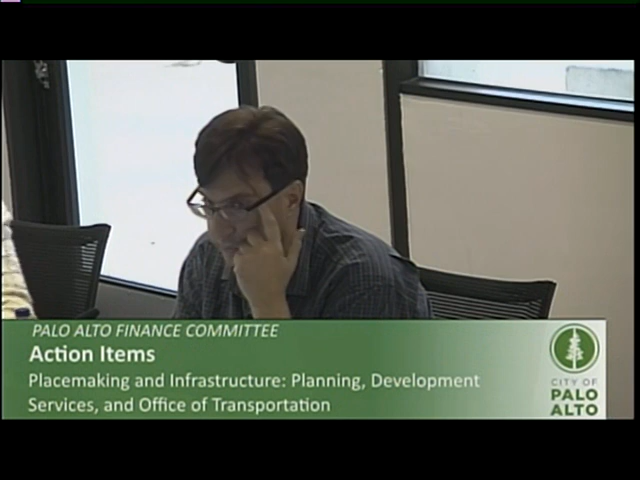 PALO ALTO FINANCE COMMITTEE
Action Items
Placemaking and Infrastructure: Planning, Development
Services, and Office of Transportation
CITY OF
PALO
ALTO